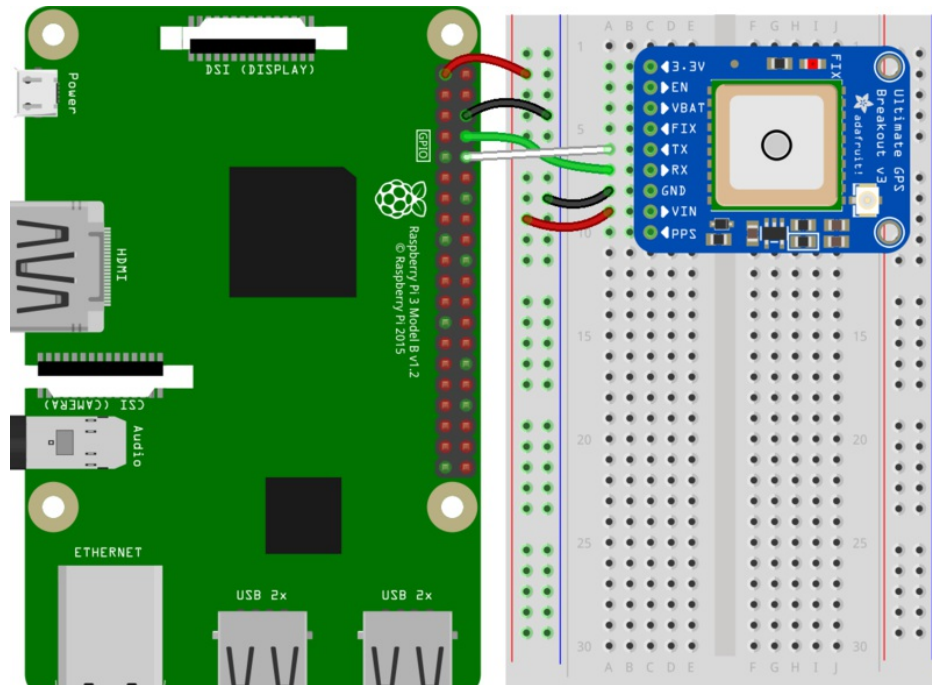 Power
DSI (DISPLAY)
GPIO
Raspberry Pi 3 Model B v1.2
© Raspberry Pi 2015
HDMI
CSI (CAMERA)
Audio
ETHERNET
USB 2x
USB 2x
A B C D E
F G H I J
1
5
10
15
20
25
30
15
20
25
30
A B C D E
F G H I J
3.3V
EN
VBAT
FIX
TX
RX
GND
VIN
PPS
FIX
adafruit!
Ultimate GPS
Breakout v3